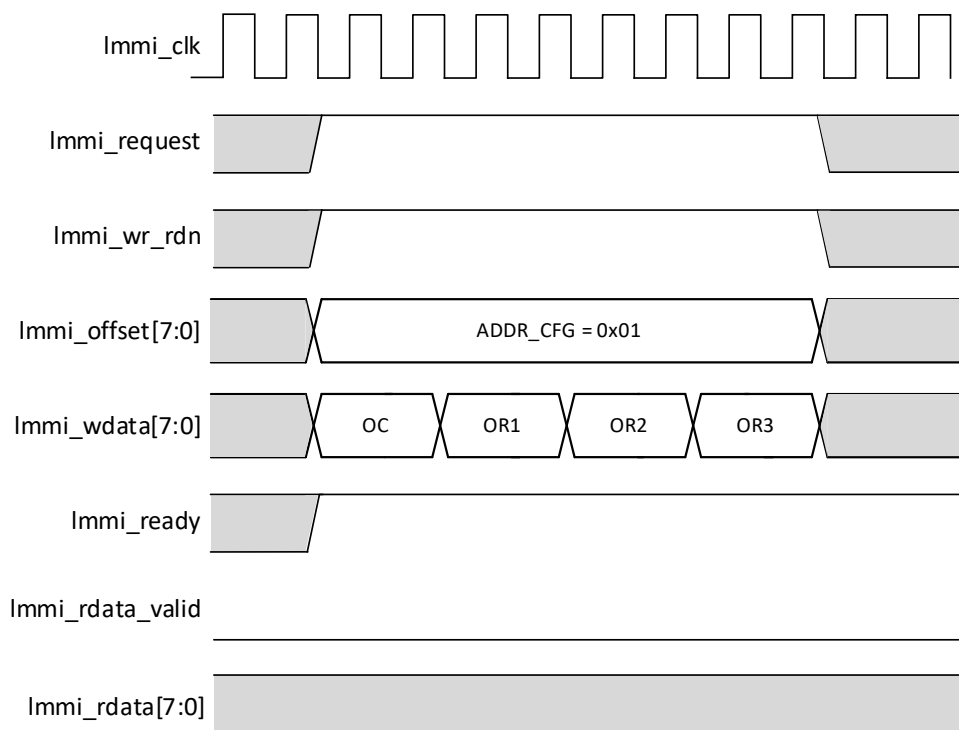 lmmi_clk
lmmi_request
lmmi_wr_rdn
lmmi_offset[7:0] ADDR_CFG = 0x01
lmmi_wdata[7:0] OC OR1 OR2 OR3
lmmi_ready
lmmi_rdata_valid
lmmi_rdata[7:0]